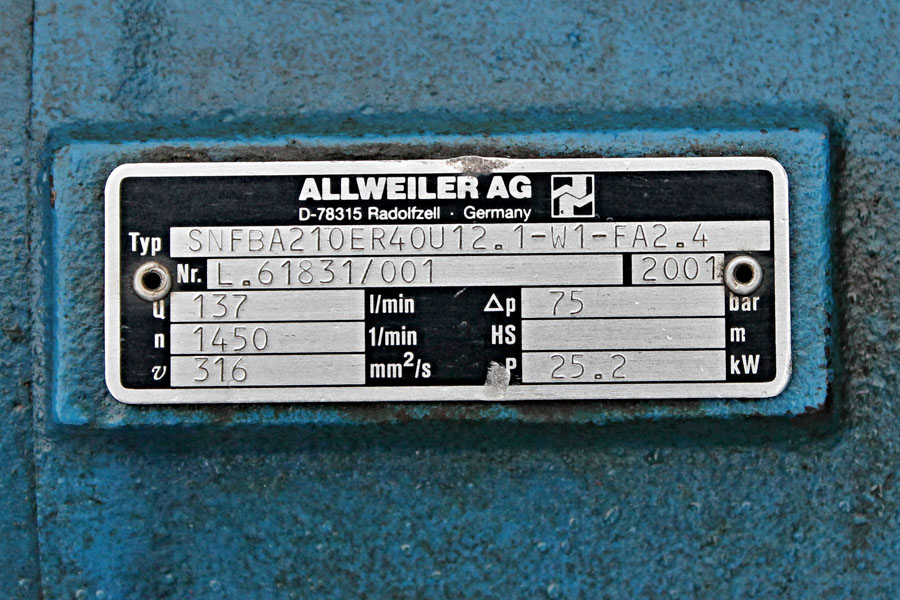 ALLWEILER AG
D-78315 Radolfzell · Germany
Typ SNFBA210ER40U12.1-W1-FA2.4
Nr. L.61831/001 2001
Q 137 l/min Δp 75 bar
n 1450 1/min HS m
ν 316 mm²/s P 25.2 kW